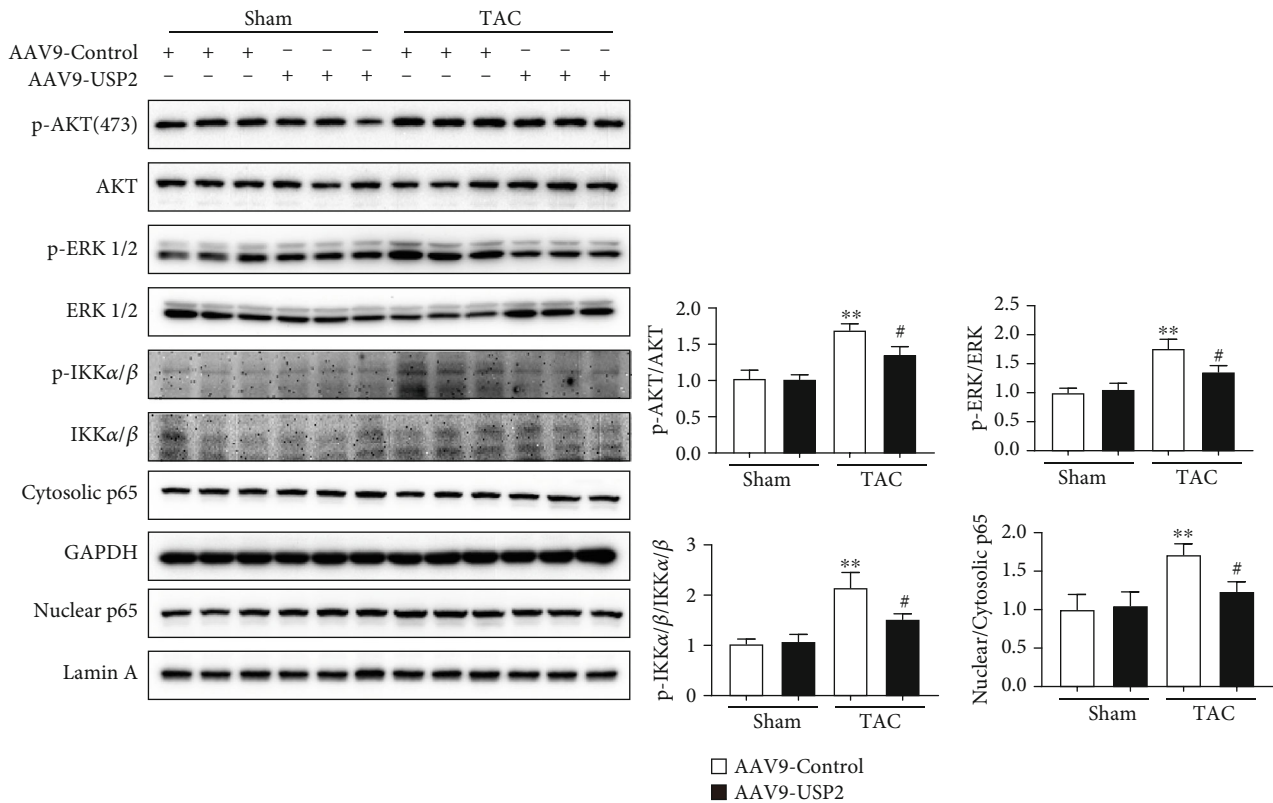 Sham TAC
AAV9-Control + + + − − − + + + − − −
AAV9-USP2 − − − + + + − − − + + +
p-AKT(473)
AKT
p-ERK 1/2
ERK 1/2
p-IKKα/β
IKKα/β
Cytosolic p65
GAPDH
Nuclear p65
Lamin A
p-AKT/AKT
2.0
1.5
1.0
0.5
0.0
**
#
Sham TAC
p-ERK/ERK
2.5
2.0
1.5
1.0
0.5
0.0
**
#
Sham TAC
p-IKKα/β/IKKα/β
3
2
1
0
**
#
Sham TAC
Nuclear/Cytosolic p65
2.0
1.5
1.0
0.5
0.0
**
#
Sham TAC
AAV9-Control
AAV9-USP2